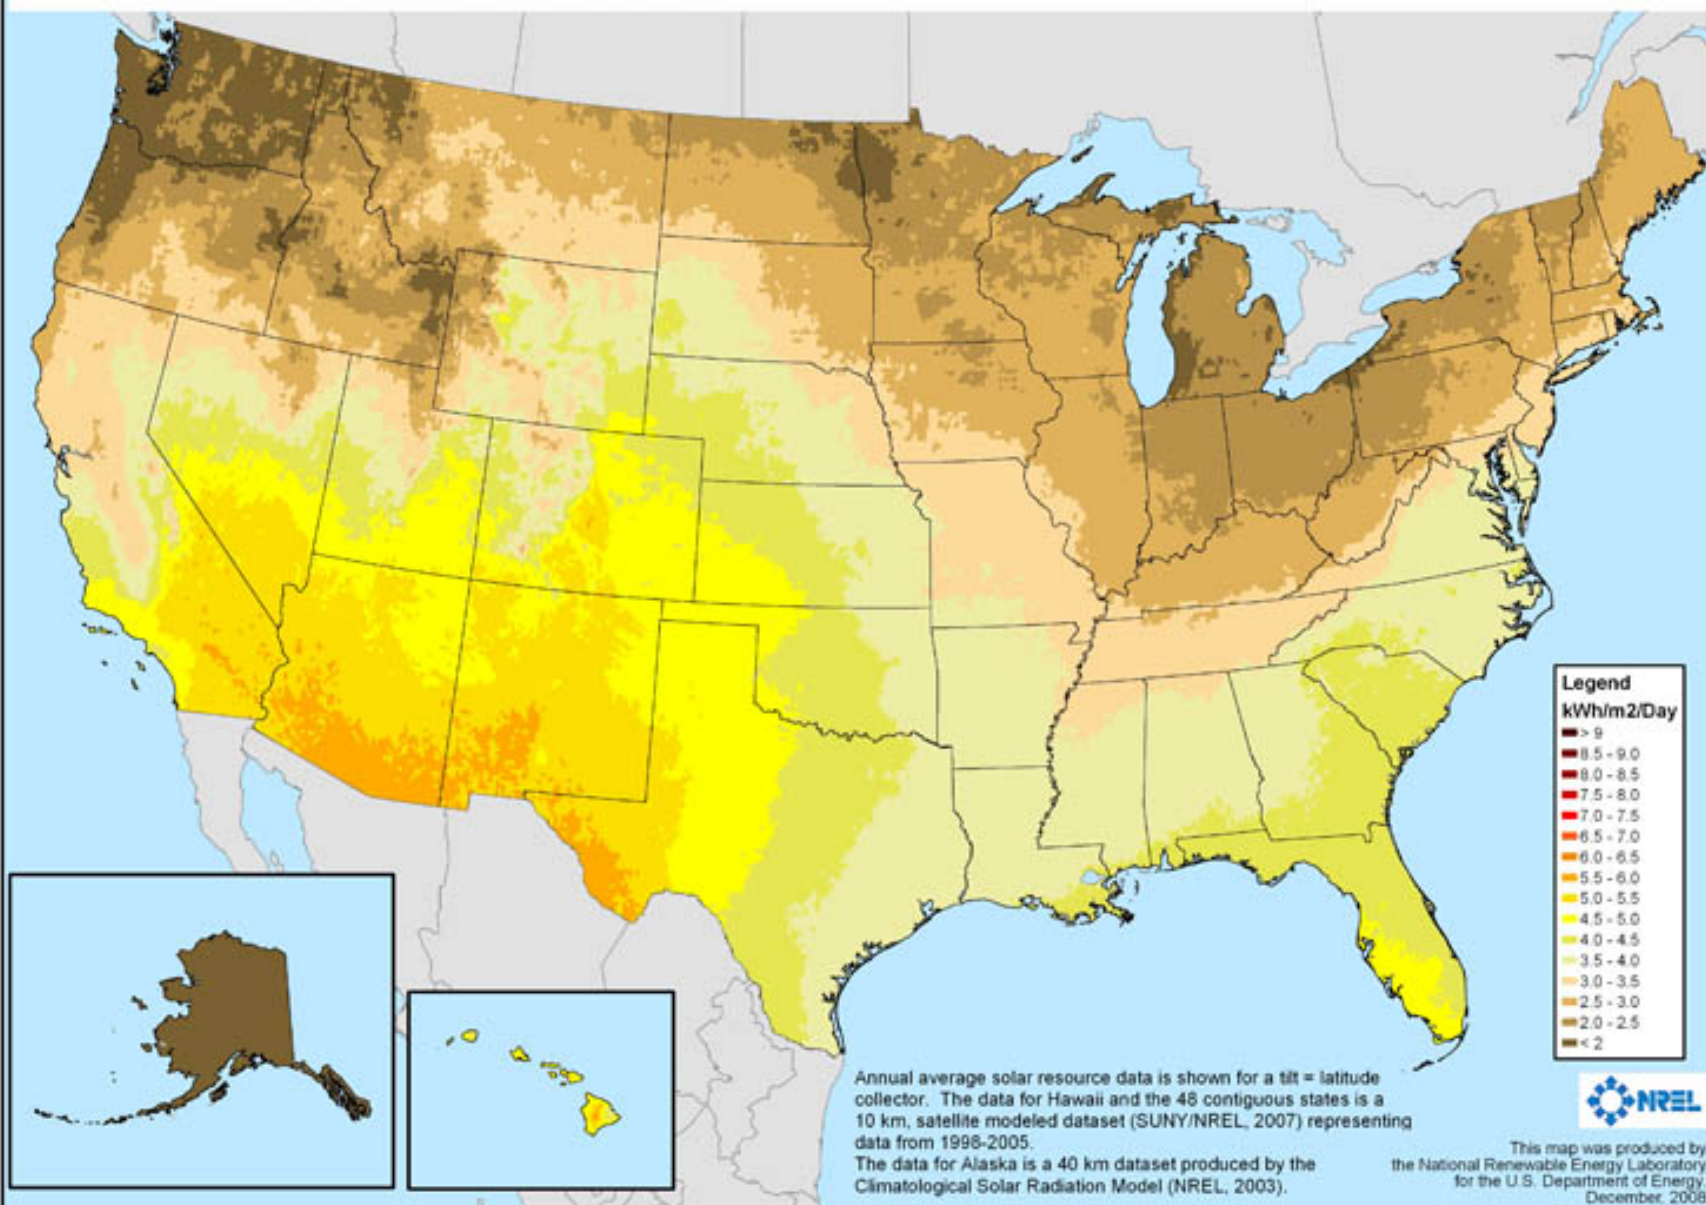 Legend
kWh/m2/Day
> 9
8.5 - 9.0
8.0 - 8.5
7.5 - 8.0
7.0 - 7.5
6.5 - 7.0
6.0 - 6.5
5.5 - 6.0
5.0 - 5.5
4.5 - 5.0
4.0 - 4.5
3.5 - 4.0
3.0 - 3.5
2.5 - 3.0
2.0 - 2.5
< 2
Annual average solar resource data is shown for a tilt = latitude
collector. The data for Hawaii and the 48 contiguous states is a
10 km, satellite modeled dataset (SUNY/NREL, 2007) representing
data from 1998-2005.
The data for Alaska is a 40 km dataset produced by the
Climatological Solar Radiation Model (NREL, 2003).
NREL
This map was produced by
the National Renewable Energy Laboratory
for the U.S. Department of Energy.
December, 2008